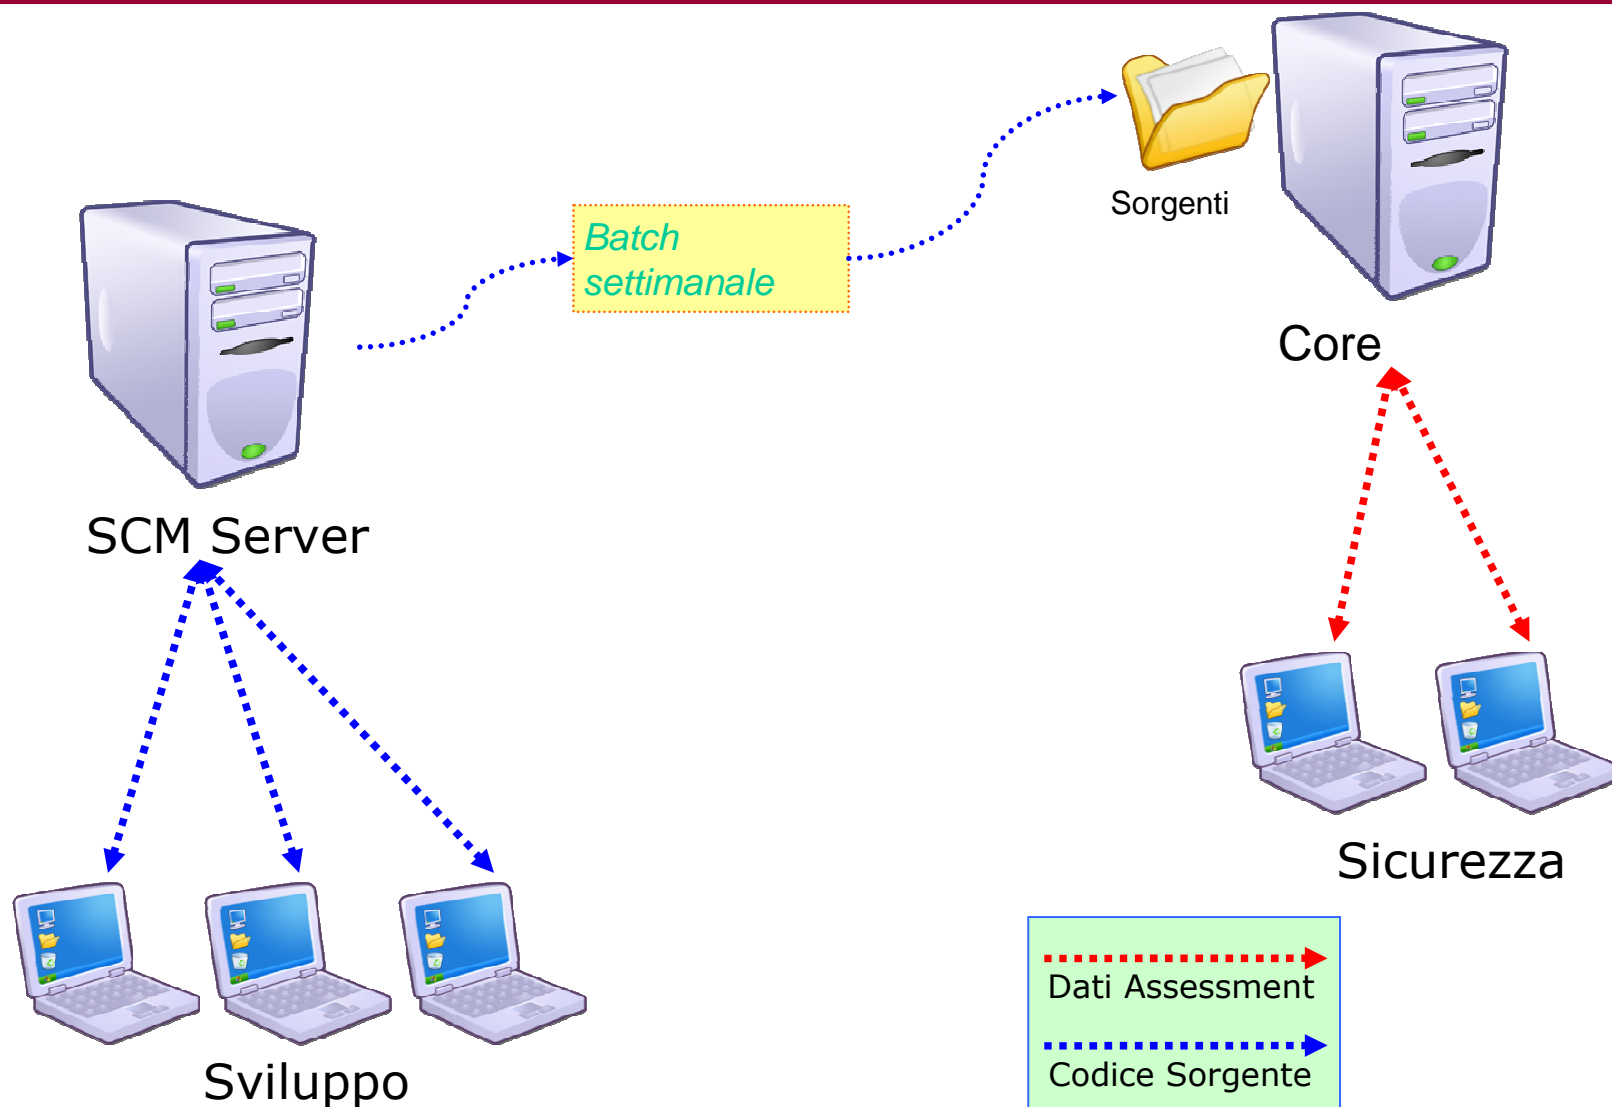 Sorgenti
Batch
settimanale
Core
SCM Server
Sicurezza
Dati Assessment
Codice Sorgente
Sviluppo